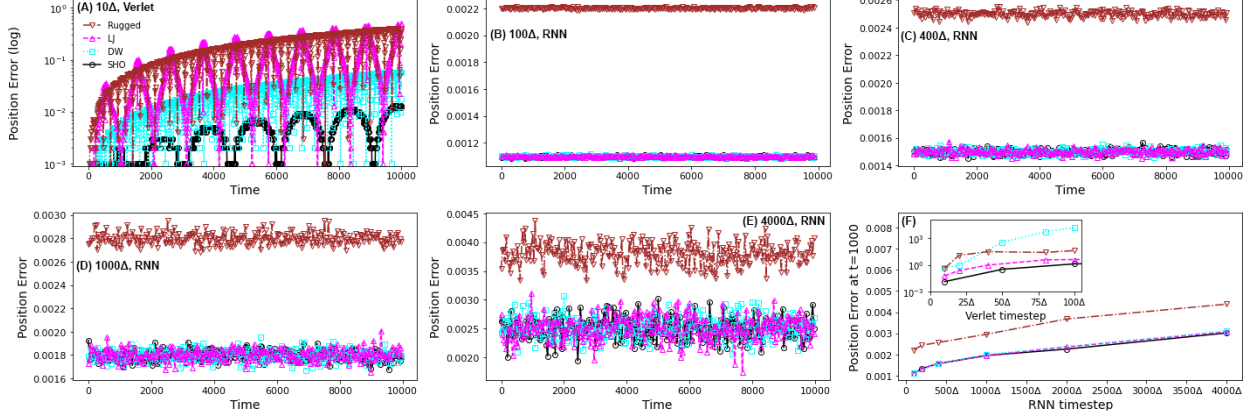 (A) 10Δ, Verlet
Rugged
LJ
DW
SHO
10⁰
10⁻¹
10⁻²
10⁻³
Position Error (log)
0 2000 4000 6000 8000 10000
Time
(B) 100Δ, RNN
0.0022
0.0020
0.0018
0.0016
0.0014
0.0012
Position Error
0 2000 4000 6000 8000 10000
Time
(C) 400Δ, RNN
0.0026
0.0024
0.0022
0.0020
0.0018
0.0016
0.0014
Position Error
0 2000 4000 6000 8000 10000
Time
(D) 1000Δ, RNN
0.0030
0.0028
0.0026
0.0024
0.0022
0.0020
0.0018
0.0016
Position Error
0 2000 4000 6000 8000 10000
Time
(E) 4000Δ, RNN
0.0045
0.0040
0.0035
0.0030
0.0025
0.0020
Position Error
0 2000 4000 6000 8000 10000
Time
(F)
0.008
0.007
0.006
0.005
0.004
0.003
0.002
0.001
Position Error at t=1000
10³
10⁰
10⁻³
0 25Δ 50Δ 75Δ 100Δ
Verlet timestep
0 500Δ 1000Δ 1500Δ 2000Δ 2500Δ 3000Δ 3500Δ 4000Δ
RNN timestep